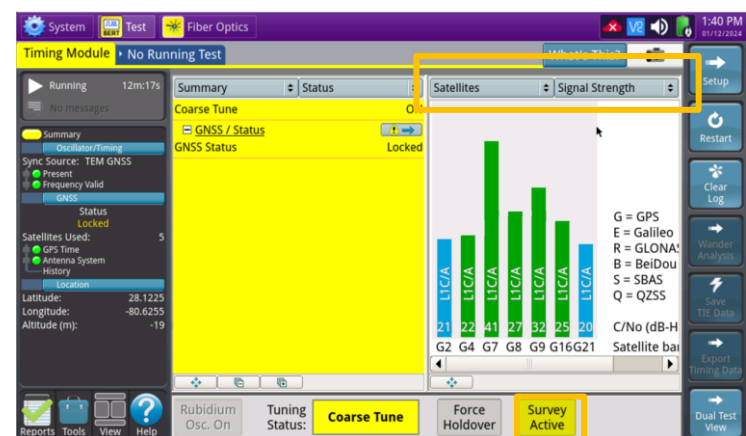 System
Test
BERT
Fiber Optics
V2
1:40 PM
01/12/2024
Timing Module
No Running Test
What's This?
Setup
Running 12m:17s
No messages
Summary
Status
Satellites
Signal Strength
Restart
Clear
Log
Wander
Analysis
Save
TIE Data
Export
Timing Data
Dual Test
View
Summary
Oscillator/Timing
Sync Source: TEM GNSS
Present
Frequency Valid
GNSS
Status
Locked
Satellites Used: 5
GPS Time
Antenna System
History
Location
Latitude: 28.1225
Longitude: -80.6255
Altitude (m): -19
Coarse Tune
GNSS / Status
GNSS Status Locked
L1C/A L1C/A L1C/A L1C/A L1C/A L1C/A L1C/A
21 22 41 27 32 25 20
G2 G4 G7 G8 G9 G16 G21
G = GPS
E = Galileo
R = GLONA
B = BeiDou
S = SBAS
Q = QZSS
C/No (dB-H
Satellite bar
Reports Tools View Help
Rubidium
Osc. On
Tuning
Status:
Coarse Tune
Force
Holdover
Survey
Active